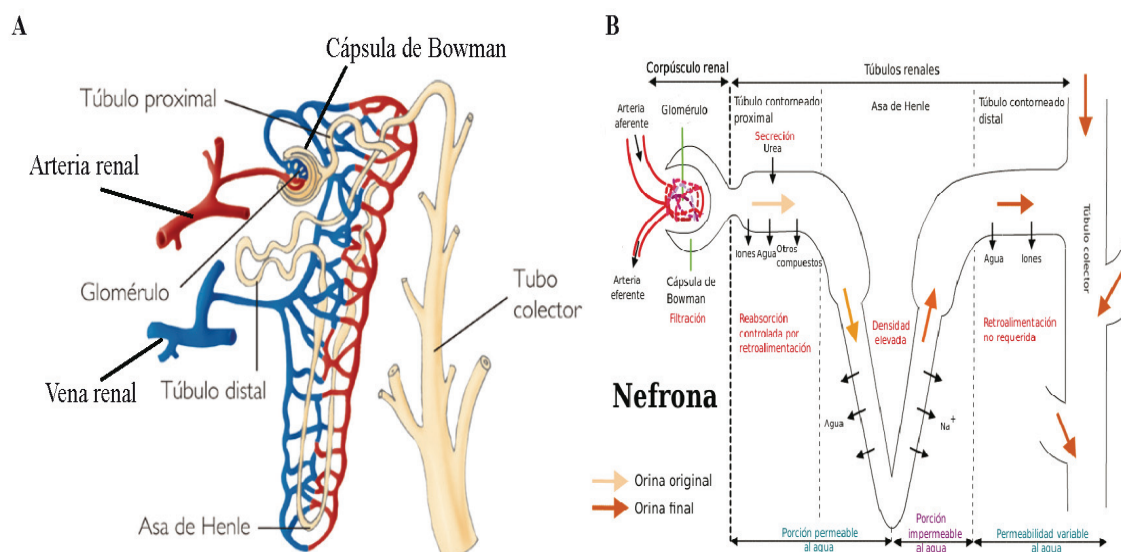 A
Cápsula de Bowman
Túbulo proximal
Arteria renal
Glomérulo
Tubo
colector
Vena renal
Túbulo distal
Asa de Henle
B
Corpúsculo renal
Túbulos renales
Arteria
aferente
Glomérulo
Túbulo contorneado
proximal
Asa de Henle
Túbulo contorneado
distal
Secreción
Urea
Iones
Agua
Otros
compuestos
Agua
Iones
Túbulo colector
Arteria
eferente
Cápsula de
Bowman
Filtración
Reabsorción
controlada por
retroalimentación
Densidad
elevada
Retroalimentación
no requerida
Nefrona
Agua
Na+
Orina original
Orina final
Porción permeable
al agua
Porción
impermeable
al agua
Permeabilidad variable
al agua